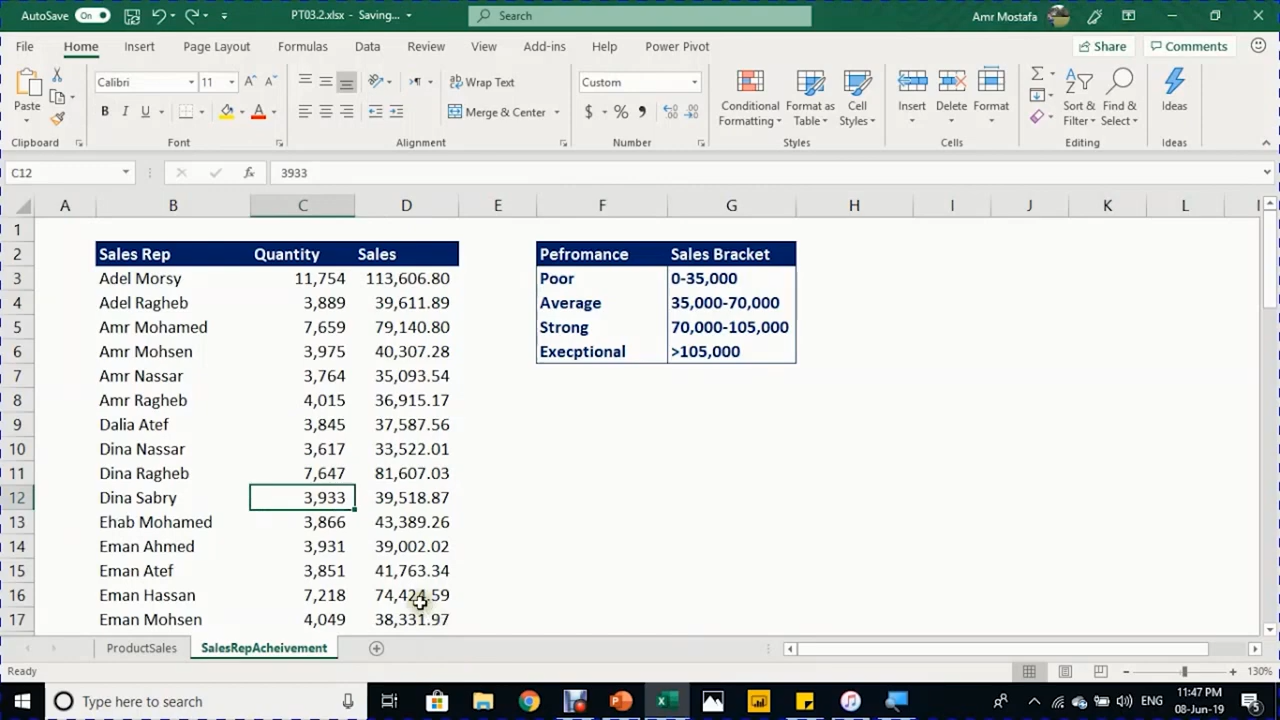 AutoSave On PT03.2.xlsx - Saving... Search Amr Mostafa
File Home Insert Page Layout Formulas Data Review View Add-ins Help Power Pivot Share Comments
Paste Calibri 11 Wrap Text Custom Conditional Formatting Format as Table Cell Styles Insert Delete Format Sort & Filter Find & Select Ideas
B I U Merge & Center $ %
Clipboard Font Alignment Number Styles Cells Editing Ideas
C12 fx 3933
A B C D E F G H I J K L
1
2 Sales Rep Quantity Sales Pefromance Sales Bracket
3 Adel Morsy 11,754 113,606.80 Poor 0-35,000
4 Adel Ragheb 3,889 39,611.89 Average 35,000-70,000
5 Amr Mohamed 7,659 79,140.80 Strong 70,000-105,000
6 Amr Mohsen 3,975 40,307.28 Execptional >105,000
7 Amr Nassar 3,764 35,093.54
8 Amr Ragheb 4,015 36,915.17
9 Dalia Atef 3,845 37,587.56
10 Dina Nassar 3,617 33,522.01
11 Dina Ragheb 7,647 81,607.03
12 Dina Sabry 3,933 39,518.87
13 Ehab Mohamed 3,866 43,389.26
14 Eman Ahmed 3,931 39,002.02
15 Eman Atef 3,851 41,763.34
16 Eman Hassan 7,218 74,424.59
17 Eman Mohsen 4,049 38,331.97
ProductSales SalesRepAcheivement
Ready 130%
Type here to search ENG 11:47 PM
08-Jun-19 5